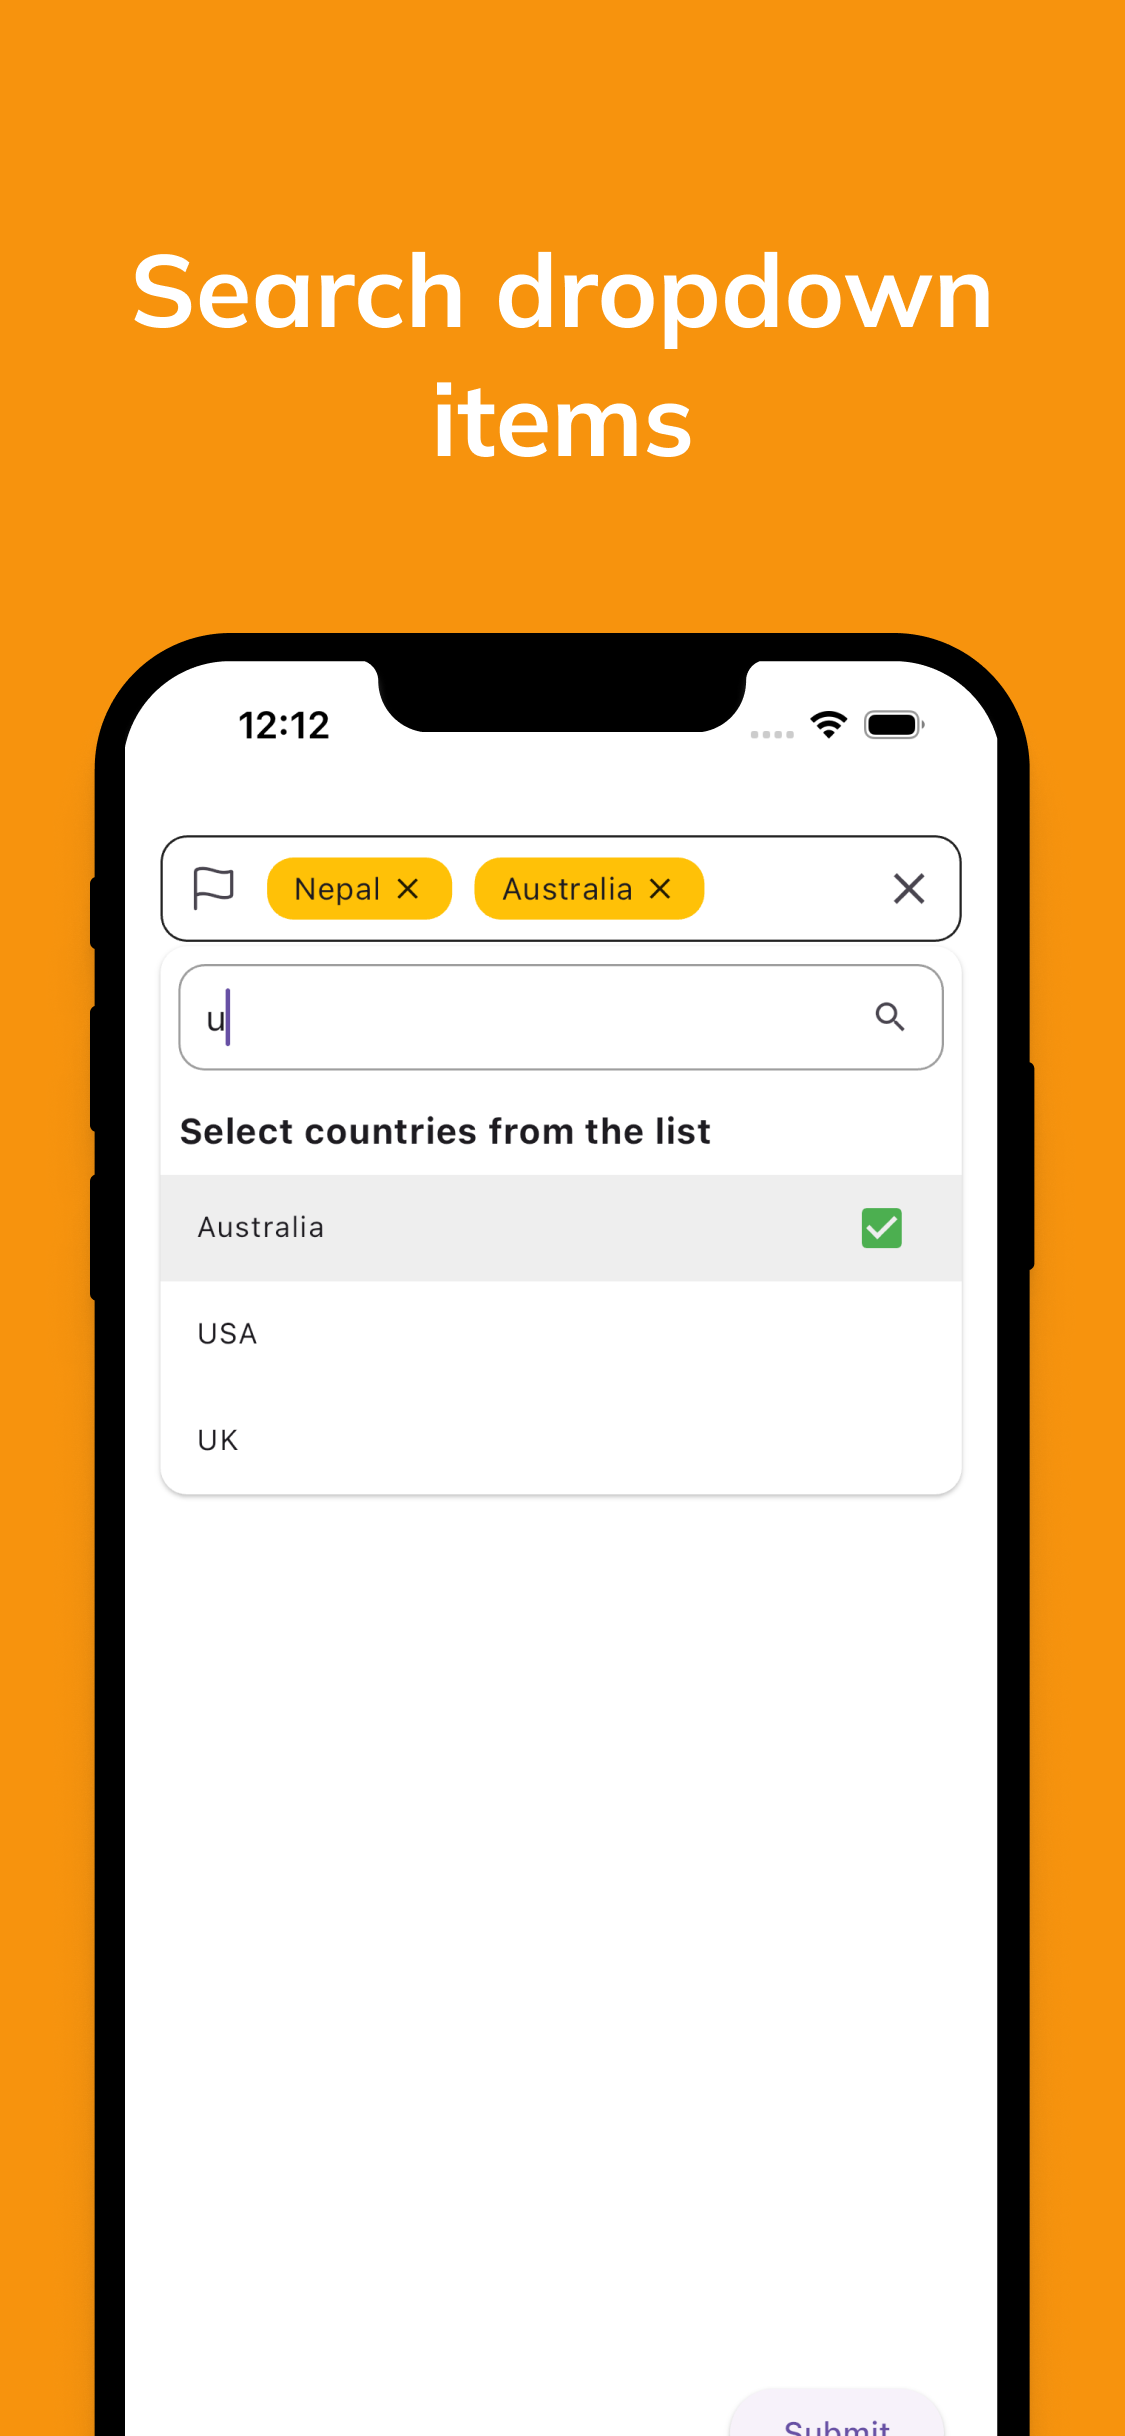 Search dropdown
items
12:12
Nepal
Australia
u
Select countries from the list
Australia
USA
UK
Submit